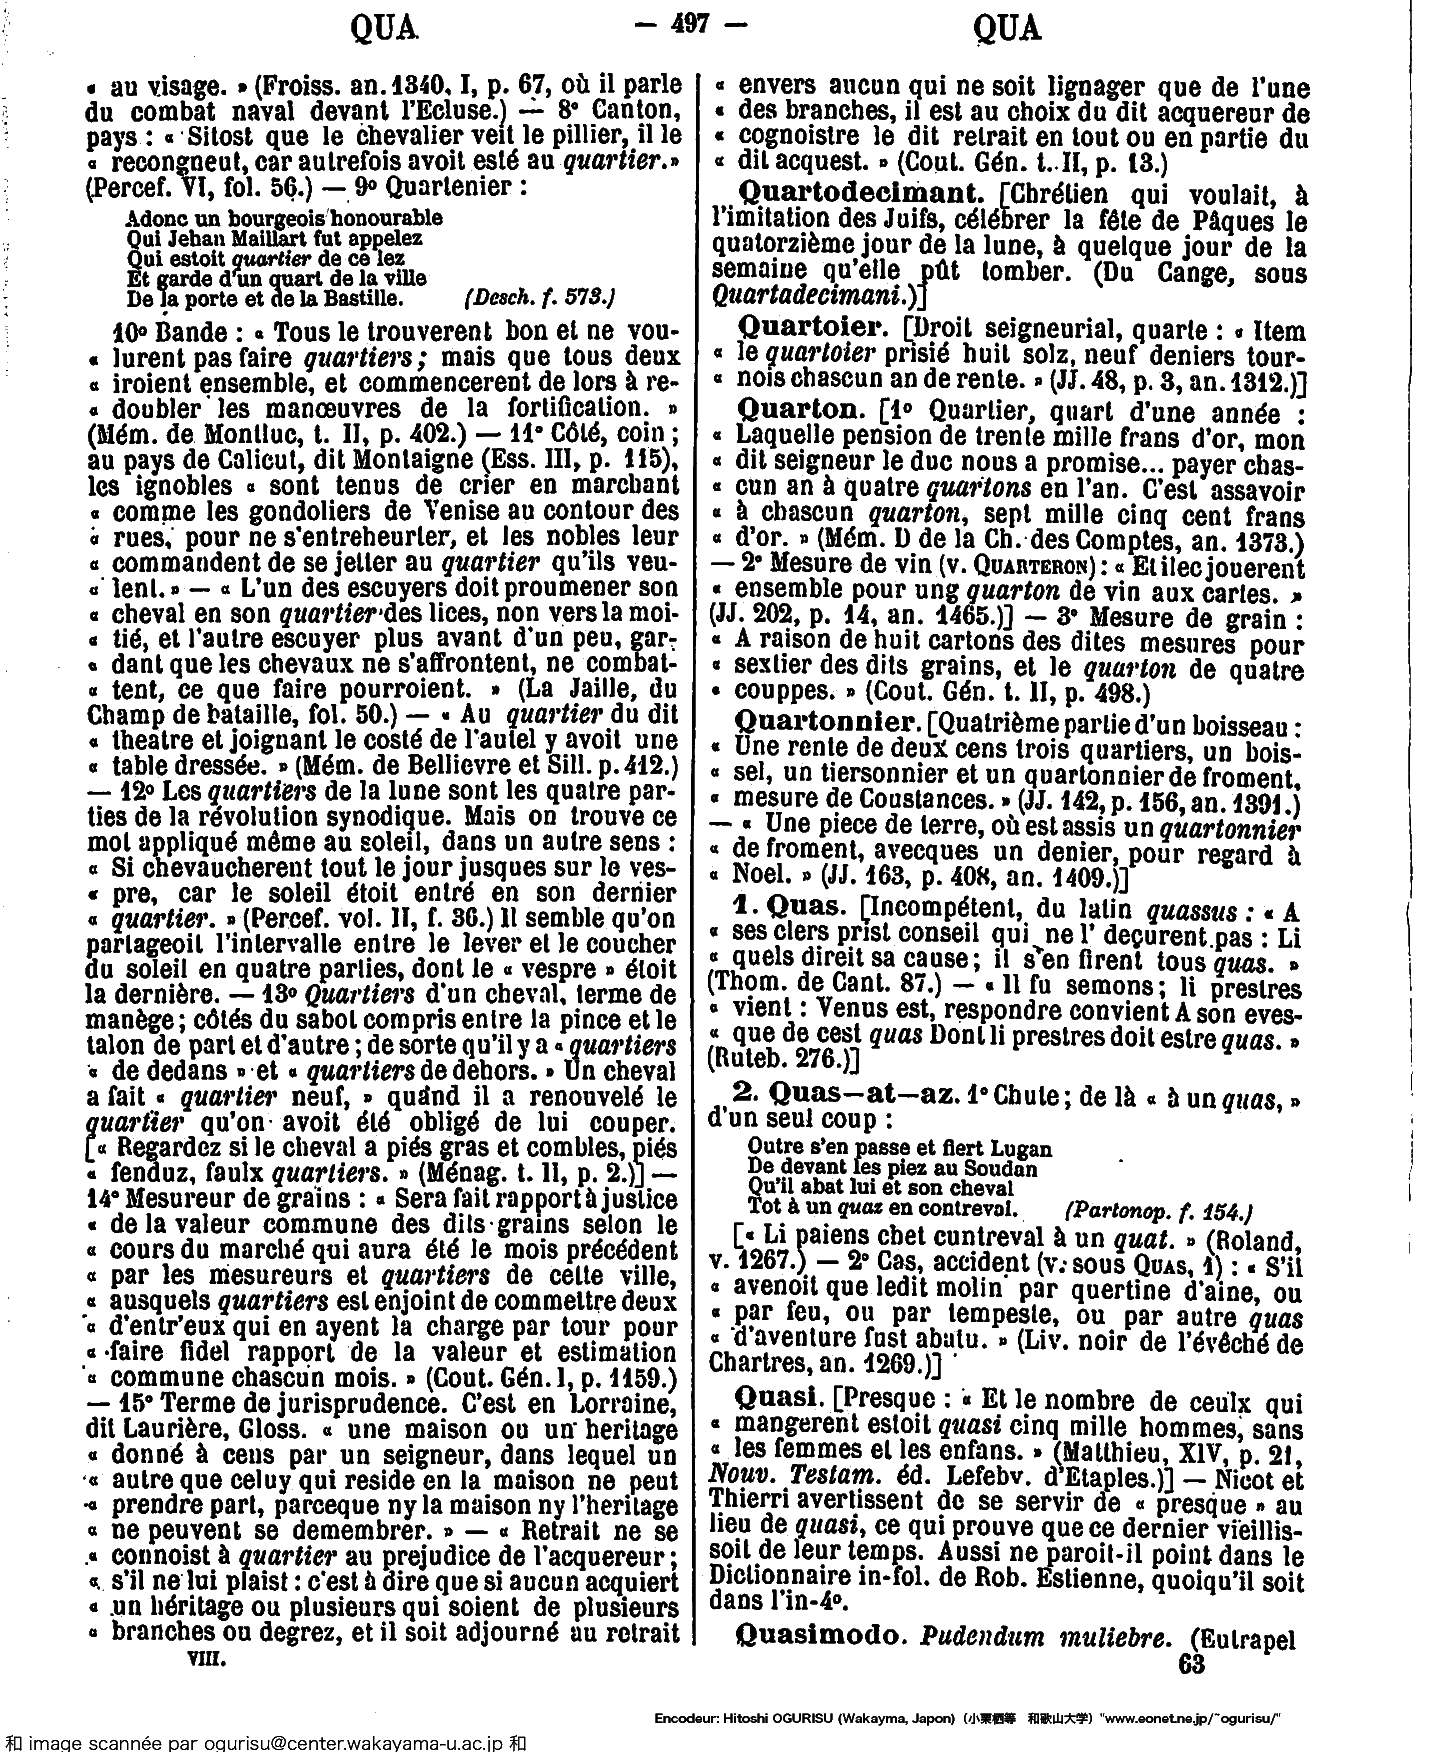 QUA — 497 — QUA
« au visage. » (Froiss. an. 1340, I, p. 67, où il parle
du combat naval devant l'Ecluse.) — 8° Canton,
pays : « Sitost que le chevalier veit le pillier, il le
« recongneut, car autrefois avoit esté au quartier. »
(Percef. VI, fol. 56.) — 9° Quartenier :
Adonc un bourgeois honourable
Qui Jehan Maillart fut appelez
Qui estoit quartier de ce lez
Et garde d'un quart de la ville
De la porte et de la Bastille. (Desch. f. 573.)
10° Bande : « Tous le trouverent bon et ne vou-
« lurent pas faire quartiers ; mais que tous deux
« iroient ensemble, et commencerent de lors à re-
« doubler les manœuvres de la fortification. »
(Mém. de Montluc, t. II, p. 402.) — 11° Côté, coin ;
au pays de Calicut, dit Montaigne (Ess. III, p. 115),
les ignobles « sont tenus de crier en marchant
« comme les gondoliers de Venise au contour des
« rues, pour ne s'entreheurter, et les nobles leur
« commandent de se jetter au quartier qu'ils veu-
« lent. » — « L'un des escuyers doit proumener son
« cheval en son quartier des lices, non vers la moi-
« tié, et l'autre escuyer plus avant d'un peu, gar-
« dant que les chevaux ne s'affrontent, ne combat-
« tent, ce que faire pourroient. » (La Jaille, du
Champ de bataille, fol. 50.) — « Au quartier du dit
« theatre et joignant le costé de l'autel y avoit une
« table dressée. » (Mém. de Bellievre et Sill. p. 412.)
— 12° Les quartiers de la lune sont les quatre par-
ties de la révolution synodique. Mais on trouve ce
mot appliqué même au soleil, dans un autre sens :
« Si chevaucherent tout le jour jusques sur le ves-
« pre, car le soleil étoit entré en son dernier
« quartier. » (Percef. vol. II, f. 36.) Il semble qu'on
partageoit l'intervalle entre le lever et le coucher
du soleil en quatre parties, dont le « vespre » étoit
la dernière. — 13° Quartiers d'un cheval, terme de
manège ; côtés du sabot compris entre la pince et le
talon de part et d'autre ; de sorte qu'il y a « quartiers
« de dedans » et « quartiers de dehors. » Un cheval
a fait « quartier neuf, » quand il a renouvelé le
quartier qu'on avoit été obligé de lui couper.
[« Regardez si le cheval a piés gras et combles, piés
« fenduz, faulx quartiers. » (Ménag. t. II, p. 2.)] —
14° Mesureur de grains : « Sera fait rapport à justice
« de la valeur commune des dits grains selon le
« cours du marché qui aura été le mois précédent
« par les mesureurs et quartiers de cette ville,
« ausquels quartiers est enjoint de commettre deux
« d'entr'eux qui en ayent la charge par tour pour
« faire fidel rapport de la valeur et estimation
« commune chascun mois. » (Cout. Gén. I, p. 1159.)
— 15° Terme de jurisprudence. C'est en Lorraine,
dit Laurière, Gloss. « une maison ou un heritage
« donné à cens par un seigneur, dans lequel un
« autre que celuy qui reside en la maison ne peut
« prendre part, parceque ny la maison ny l'heritage
« ne peuvent se demembrer. » — « Retrait ne se
« connoist à quartier au prejudice de l'acquereur ;
« s'il ne lui plaist : c'est à dire que si aucun acquiert
« un héritage ou plusieurs qui soient de plusieurs
« branches ou degrez, et il soit adjourné au retrait
VIII.
« envers aucun qui ne soit lignager que de l'une
« des branches, il est au choix du dit acquereur de
« cognoistre le dit retrait en tout ou en partie du
« dit acquest. » (Cout. Gén. t. II, p. 13.)
Quartodecimant. [Chrétien qui voulait, à
l'imitation des Juifs, célébrer la fête de Pâques le
quatorzième jour de la lune, à quelque jour de la
semaine qu'elle pût tomber. (Du Cange, sous
Quartadecimani.)]
Quartoier. [Droit seigneurial, quarte : « Item
« le quartoier prisié huit solz, neuf deniers tour-
« nois chascun an de rente. » (JJ. 48, p. 3, an. 1312.)]
Quarton. [1° Quartier, quart d'une année :
« Laquelle pension de trente mille frans d'or, mon
« dit seigneur le duc nous a promise... payer chas-
« cun an à quatre quartons en l'an. C'est assavoir
« à chascun quarton, sept mille cinq cent frans
« d'or. » (Mém. D de la Ch. des Comptes, an. 1373.)
— 2° Mesure de vin (v. QUARTERON) : « Et ilec jouerent
« ensemble pour ung quarton de vin aux cartes. »
(JJ. 202, p. 14, an. 1465.)] — 3° Mesure de grain :
« A raison de huit cartons des dites mesures pour
« sextier des dits grains, et le quarton de quatre
« couppes. » (Cout. Gén. t. II, p. 498.)
Quartonnier. [Quatrième partie d'un boisseau :
« Une rente de deux cens trois quartiers, un bois-
« sel, un tiersonnier et un quartonnier de froment,
« mesure de Coustances. » (JJ. 142, p. 156, an. 1391.)
— « Une piece de terre, où est assis un quartonnier
« de froment, avecques un denier, pour regard à
« Noel. » (JJ. 163, p. 408, an. 1409.)]
1. Quas. [Incompétent, du latin quassus : « A
« ses clers prist conseil qui ne l' deçurent pas : Li
« quels direit sa cause ; il s'en firent tous quas. »
(Thom. de Cant. 87.) — « Il fu semons ; li prestres
« vient : Venus est, respondre convient A son eves-
« que de cest quas Dont li prestres doit estre quas. »
(Ruteb. 276.)]
2. Quas—at—az. 1° Chute ; de là « à un quas, »
d'un seul coup :
Outre s'en passe et fiert Lugan
De devant les piez au Soudan
Qu'il abat lui et son cheval
Tot à un quaz en contreval. (Partonop. f. 154.)
[« Li paiens chet cuntreval à un quat. » (Roland,
v. 1267.) — 2° Cas, accident (v. sous QUAS, 1) : « S'il
« avenoit que ledit molin par quertine d'aine, ou
« par feu, ou par tempeste, ou par autre quas
« d'aventure fust abatu. » (Liv. noir de l'évêché de
Chartres, an. 1269.)]
Quasi. [Presque : « Et le nombre de ceulx qui
« mangerent estoit quasi cinq mille hommes, sans
« les femmes et les enfans. » (Matthieu, XIV, p. 21,
Nouv. Testam. éd. Lefebv. d'Etaples.)] — Nicot et
Thierri avertissent de se servir de « presque » au
lieu de quasi, ce qui prouve que ce dernier vieillis-
soit de leur temps. Aussi ne paroit-il point dans le
Dictionnaire in-fol. de Rob. Estienne, quoiqu'il soit
dans l'in-4°.
Quasimodo. Pudendum muliebre. (Eutrapel
63
Encodeur: Hitoshi OGURISU (Wakayma, Japon) (小栗栖等 和歌山大学) "www.eonet.ne.jp/~ogurisu/"
和 image scannée par ogurisu@center.wakayama-u.ac.jp 和